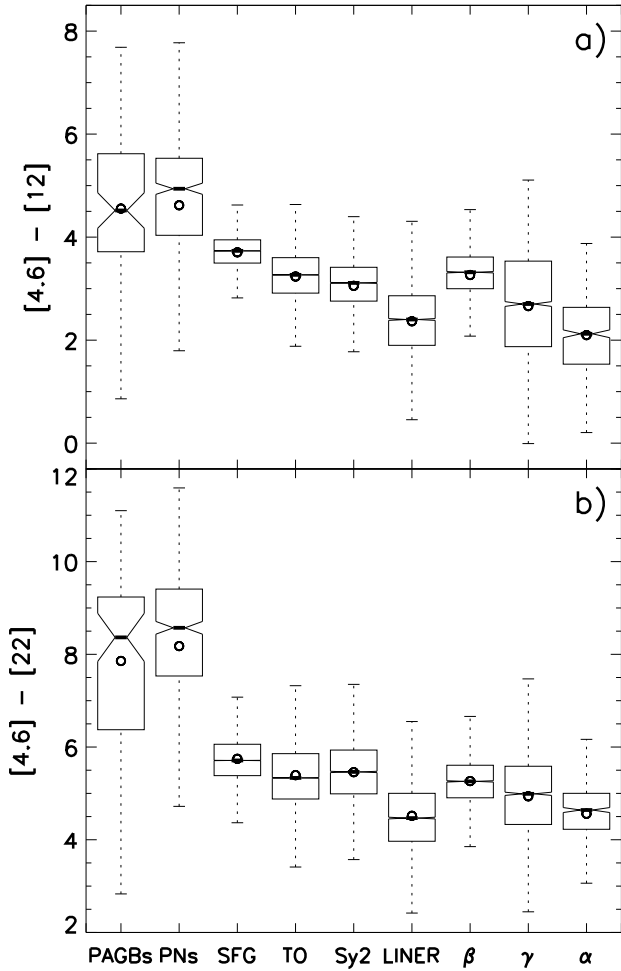 8
a)
6
4
2
0
[4.6] – [12]
12
b)
10
8
6
4
2
[4.6] – [22]
PAGBs PNs SFG TO Sy2 LINER β γ α